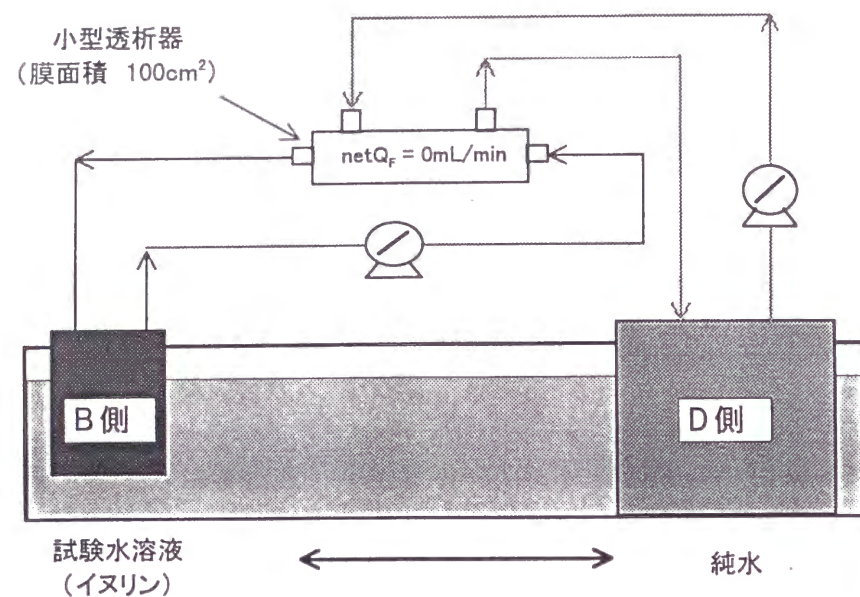 小型透析器
(膜面積 100cm²)
netQF = 0mL/min
B側
D側
試験水溶液
(イヌリン)
純水